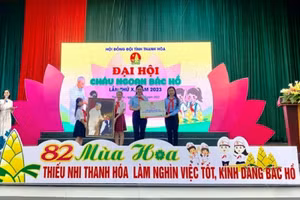 HỘI ĐỒNG ĐỘI TỈNH THANH HÓA
ĐẠI HỘI
CHÁU NGOAN BÁC HỒ
LẦN THỨ X, NĂM 2023
82 Mùa Hoa
THIẾU NHI THANH HÓA LÀM NGHÌN VIỆC TỐT, KÍNH DÂNG BÁC HỒ